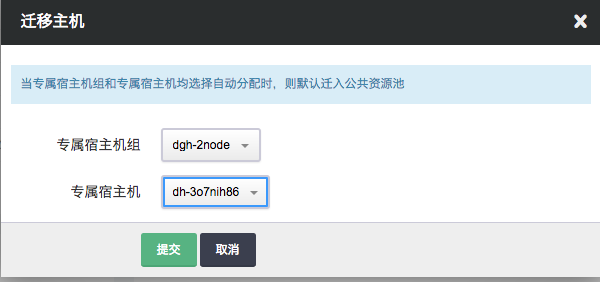 迁移主机
当专属宿主机组和专属宿主机均选择自动分配时，则默认迁入公共资源池
专属宿主机组 dgh-2node
专属宿主机 dh-3o7nih86
提交 取消